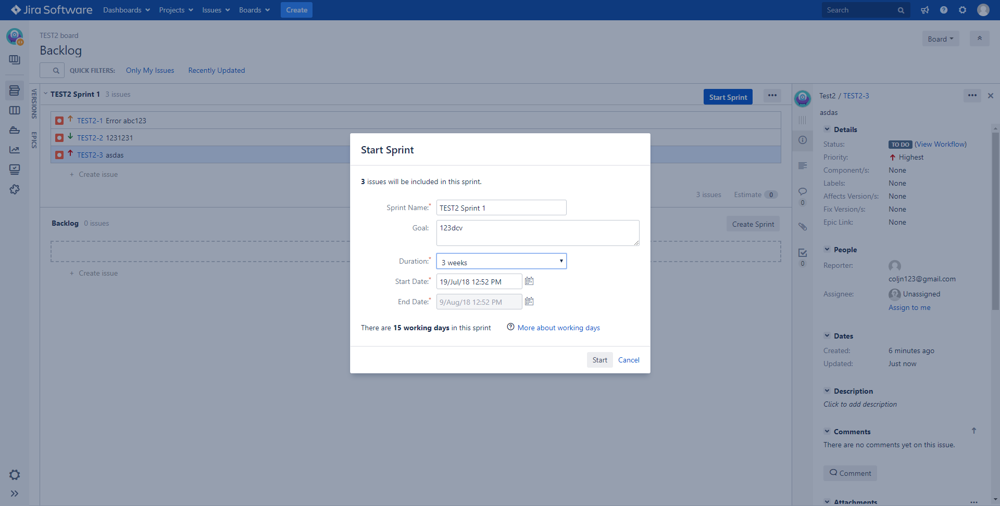 Jira Software Dashboards Projects Issues Boards Create Search
TEST2 board
Backlog
Board
QUICK FILTERS: Only My Issues Recently Updated
VERSIONS
EPICS
TEST2 Sprint 1 3 issues
Start Sprint
TEST2-1 Error abc123
TEST2-2 1231231
TEST2-3 asdas
+ Create issue
3 issues Estimate 0
Backlog 0 issues
Create Sprint
+ Create issue
Start Sprint
3 issues will be included in this sprint.
Sprint Name:* TEST2 Sprint 1
Goal: 123dcv
Duration:* 3 weeks
Start Date:* 19/Jul/18 12:52 PM
End Date:* 9/Aug/18 12:52 PM
There are 15 working days in this sprint More about working days
Start Cancel
0
0
Test2 / TEST2-3
asdas
Details
Status: TO DO (View Workflow)
Priority: Highest
Component/s: None
Labels: None
Affects Version/s: None
Fix Version/s: None
Epic Link: None
People
Reporter:
coljn123@gmail.com
Assignee: Unassigned
Assign to me
Dates
Created: 6 minutes ago
Updated: Just now
Description
Click to add description
Comments
There are no comments yet on this issue.
Comment
Attachments